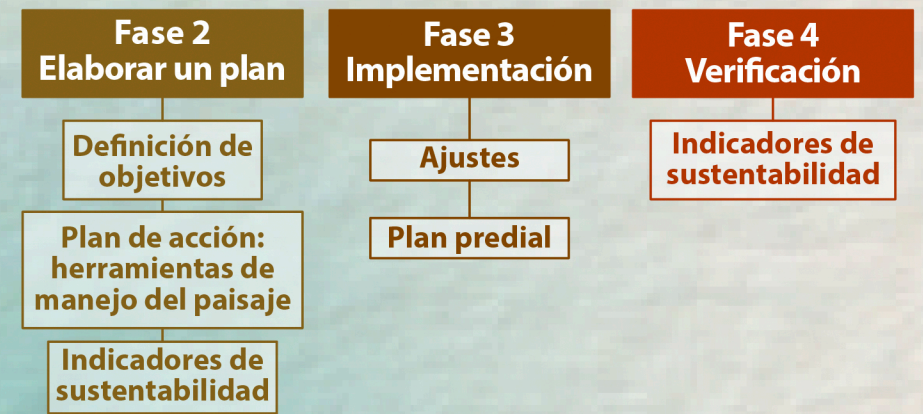 Fase 2
Elaborar un plan
Definición de
objetivos
Plan de acción:
herramientas de
manejo del paisaje
Indicadores de
sustentabilidad
Fase 3
Implementación
Ajustes
Plan predial
Fase 4
Verificación
Indicadores de
sustentabilidad